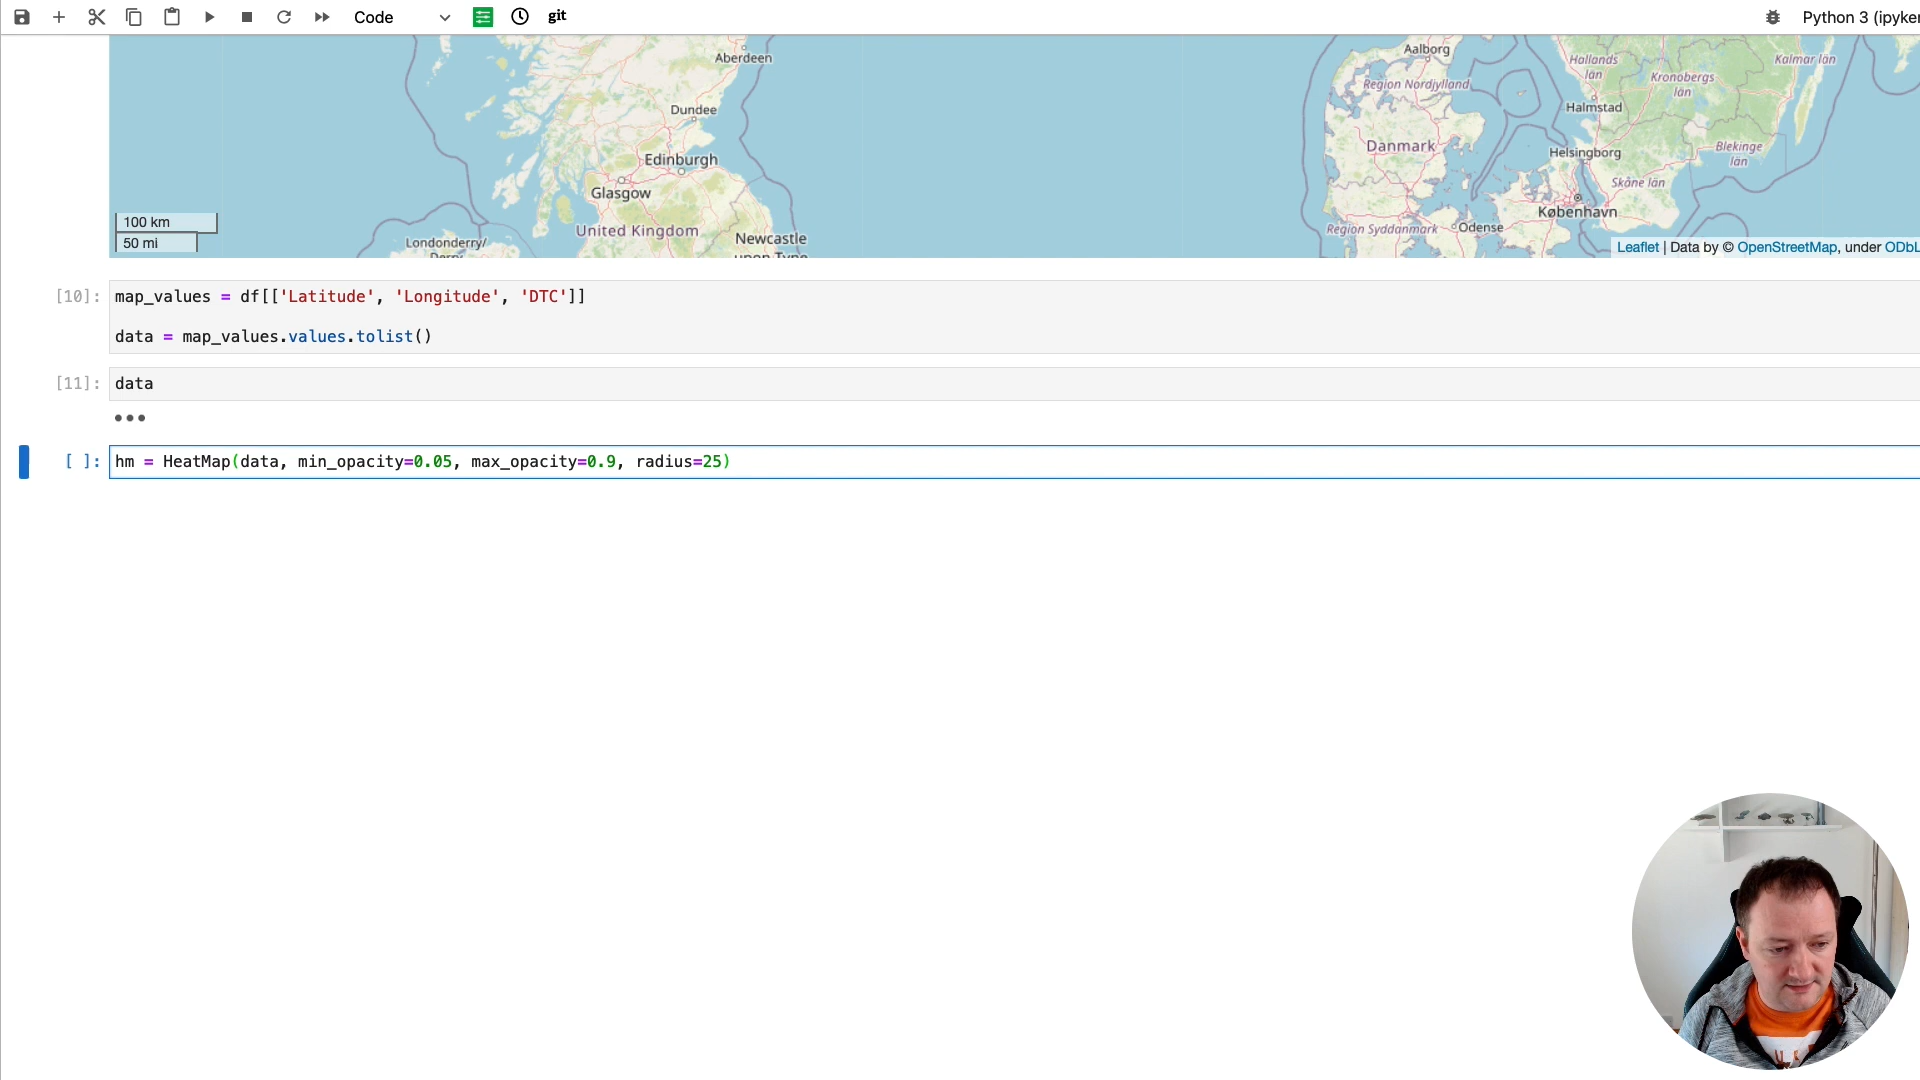 Code
git
Python 3 (ipyker
Aberdeen
Dundee
Edinburgh
Glasgow
United Kingdom
Londonderry/
Derry
Newcastle
upon Tyne
Aalborg
Region Nordjylland
Danmark
Region Syddanmark
Odense
København
Helsingborg
Halmstad
Hallands
län
Kronobergs
län
Kalmar län
Blekinge
län
Skåne län
100 km
50 mi
Leaflet | Data by © OpenStreetMap, under ODbL
[10]: map_values = df[['Latitude', 'Longitude', 'DTC']]
data = map_values.values.tolist()
[11]: data
[ ]: hm = HeatMap(data, min_opacity=0.05, max_opacity=0.9, radius=25)